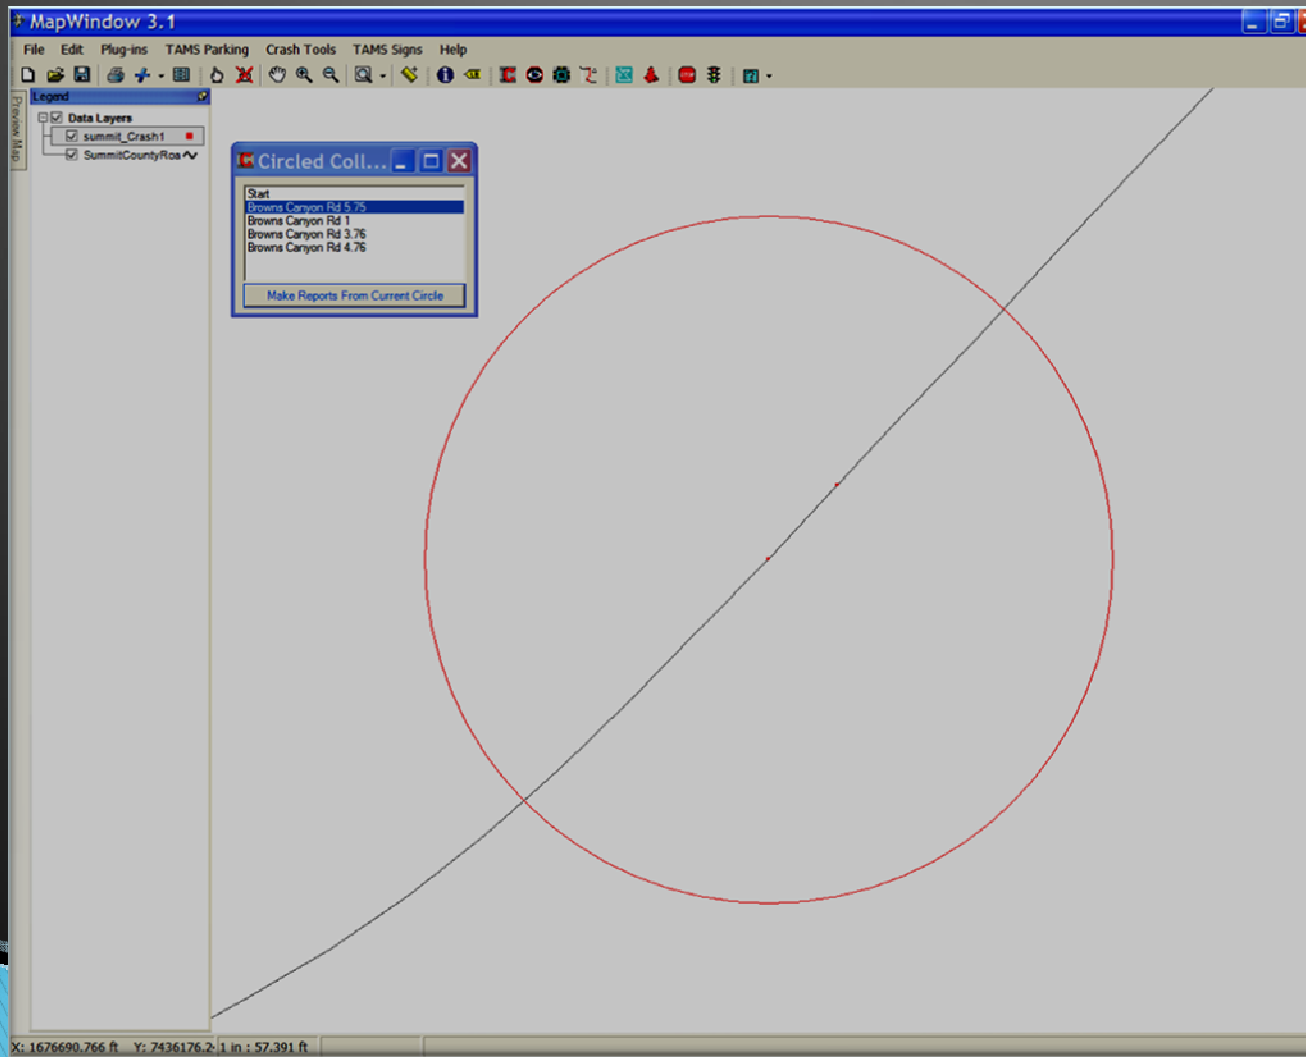 MapWindow 3.1
File Edit Plug-ins TAMS Parking Crash Tools TAMS Signs Help
Legend
Preview Map
Data Layers
summit_Crash1
SummitCountyRoa
Circled Coll...
Start
Browns Canyon Rd 5.75
Browns Canyon Rd 1
Browns Canyon Rd 3.76
Browns Canyon Rd 4.76
Make Reports From Current Circle
X: 1676690.766 ft Y: 7436176.2 1 in : 57.391 ft